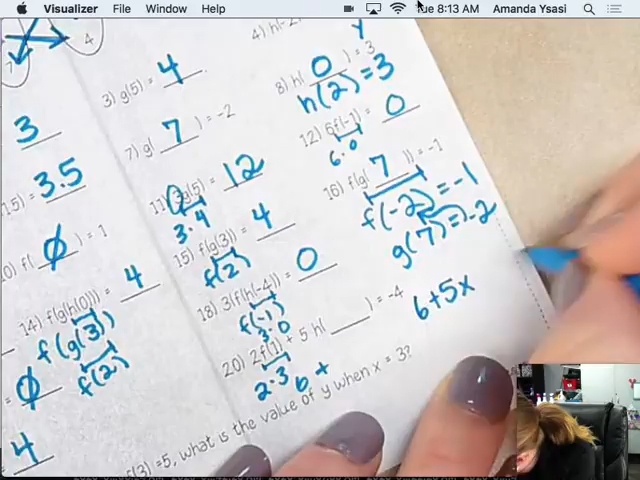 Visualizer File View Help Tue 8:13 AM Amanda Ysasi
4
4) h(-2
y
3) g(5) = 4
8) h( 0 ) = 3
h(2) = 3
3
7) g( 7 ) = -2
12) 6f(-1) = 0
6·0
15) = 3.5
11) 3g(5) = 12
3·4
16) f(g( 7 )) = -1
f(-2) = -1
g(7) = -2
f( ∅ ) = 1
15) f(g(3)) = 4
f(2)
14) f(g(h(0))) = 4
f(g(3))
f(2)
18) 3(f(h(-4)) = 0
f(-1)
3·0
= ∅
20) 2f(1) + 5 h( ) = -4
2·3 6 +
6+5x
4
f(3) = 5, what is the value of y when x = 3?